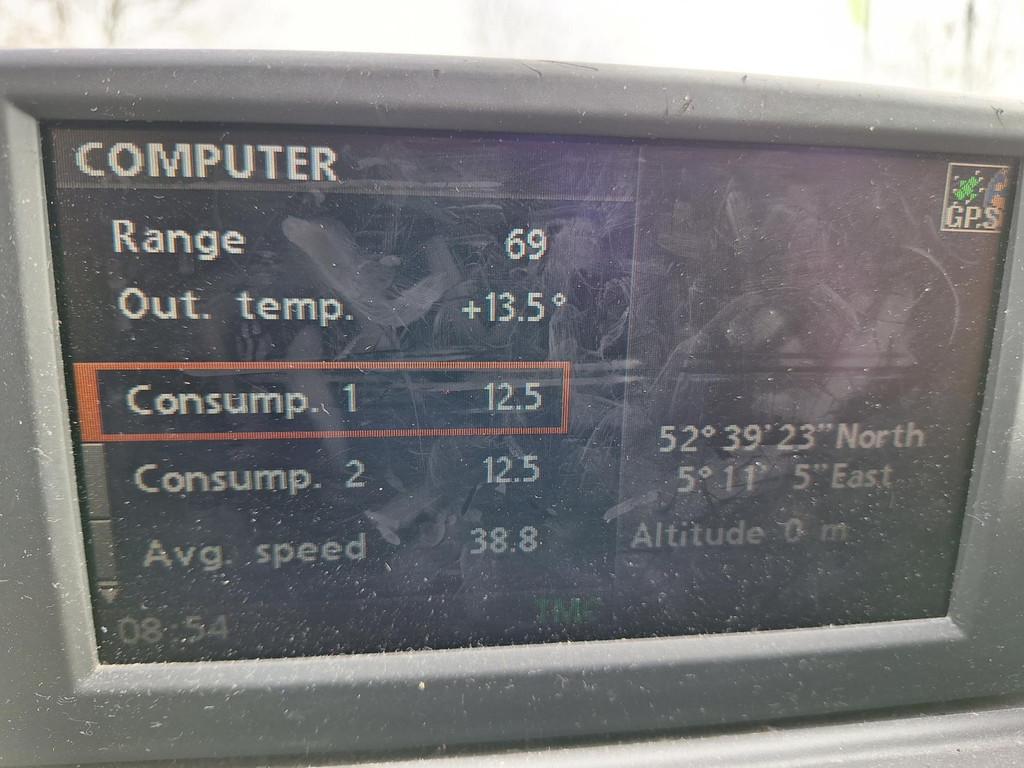 COMPUTER
GPS
Range 69
Out. temp. +13.5°
Consump. 1 12.5
Consump. 2 12.5
Avg. speed 38.8
52°39'23"North
5°11' 5"East
Altitude 0 m
08:54